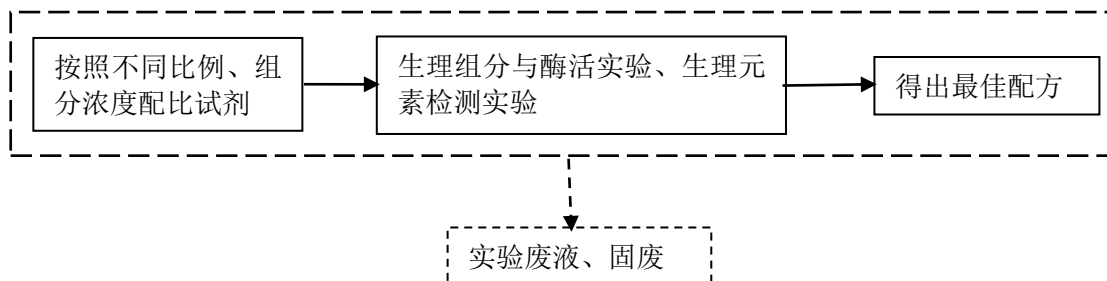 按照不同比例、组
分浓度配比试剂
生理组分与酶活实验、生理元
素检测实验
得出最佳配方
实验废液、固废